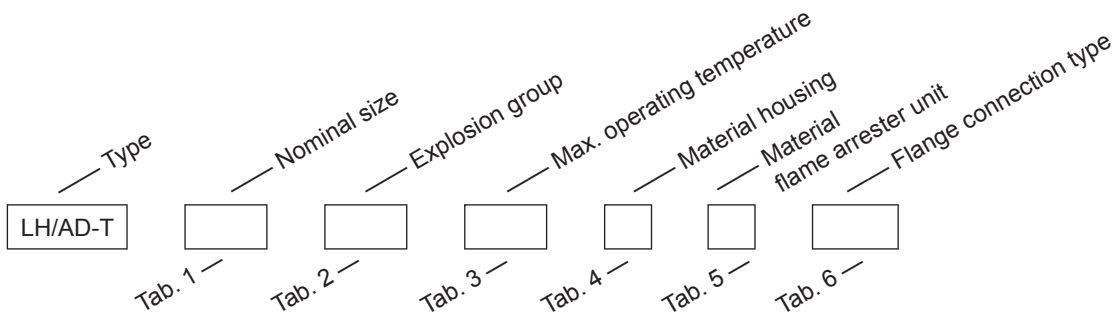 Type
Nominal size
Explosion group
Max. operating temperature
Material housing
Material
flame arrester unit
Flange connection type
LH/AD-T
Tab. 1
Tab. 2
Tab. 3
Tab. 4
Tab. 5
Tab. 6